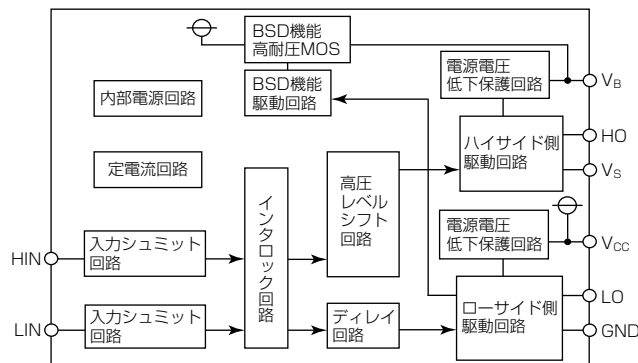 BSD機能
高耐圧MOS
BSD機能
駆動回路
電源電圧
低下保護回路
VB
内部電源回路
HO
ハイサイド側
駆動回路
VS
定電流回路
高圧
レベル
シフト
回路
インタロック回路
電源電圧
低下保護回路
VCC
HIN
入力シュミット
回路
LO
ローサイド側
駆動回路
LIN
入力シュミット
回路
ディレイ
回路
GND